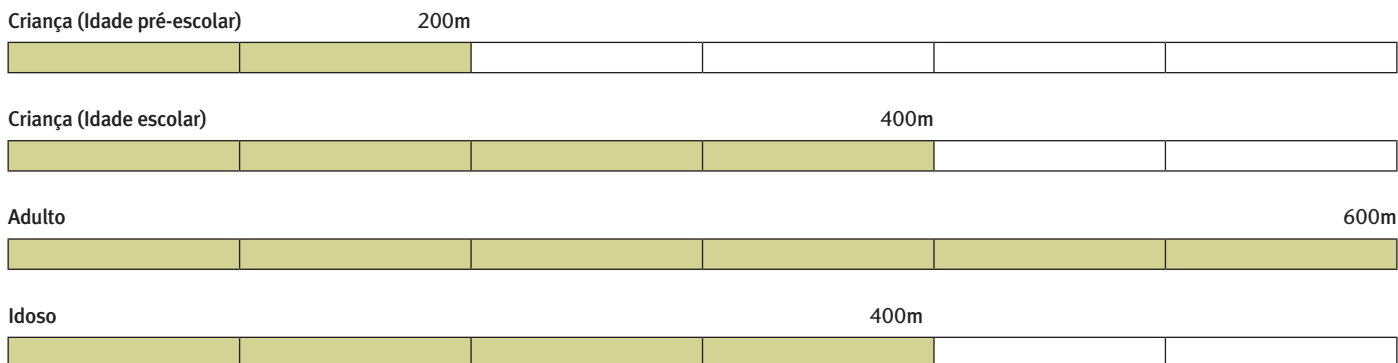 Criança (Idade pré-escolar) 200m
Criança (Idade escolar) 400m
Adulto 600m
Idoso 400m